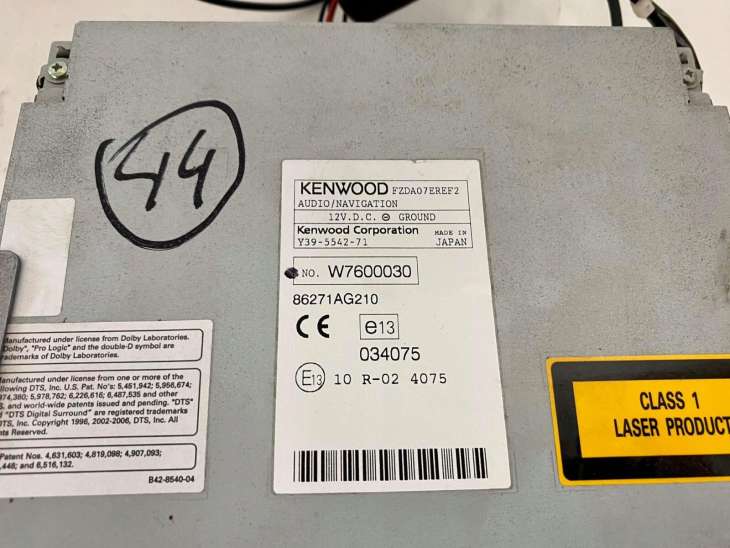 44
KENWOOD FZDA07EREF2
AUDIO/NAVIGATION
12V.D.C. ⊖ GROUND
Kenwood Corporation MADE IN
Y39-5542-71 JAPAN
NO. W7600030
86271AG210
CE e13
034075
E13 10 R-02 4075
Manufactured under license from Dolby Laboratories.
"Dolby", "Pro Logic" and the double-D symbol are
trademarks of Dolby Laboratories.
Manufactured under license from one or more of the
following DTS, Inc. U.S. Pat. No's: 5,451,942; 5,956,674;
974,380; 5,978,762; 6,226,616; 6,487,535 and other
and world-wide patents issued and pending. "DTS"
"DTS Digital Surround" are registered trademarks
DTS, Inc. Copyright 1996, 2002-2006, DTS, Inc. All
Rights Reserved.
Patent Nos. 4,631,603; 4,819,098; 4,907,093;
,448; and 6,516,132.
B42-8540-04
CLASS 1
LASER PRODUCT